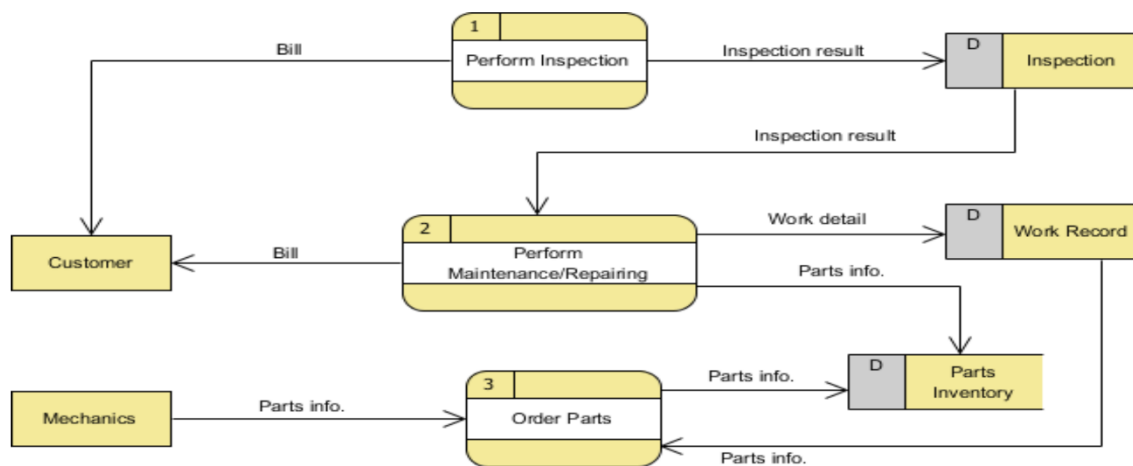 1
Bill
Perform Inspection
Inspection result
D
Inspection
Inspection result
2
Work detail
D
Work Record
Customer
Bill
Perform
Maintenance/Repairing
Parts info.
D
Parts
Inventory
3
Parts info.
Mechanics
Parts info.
Order Parts
Parts info.